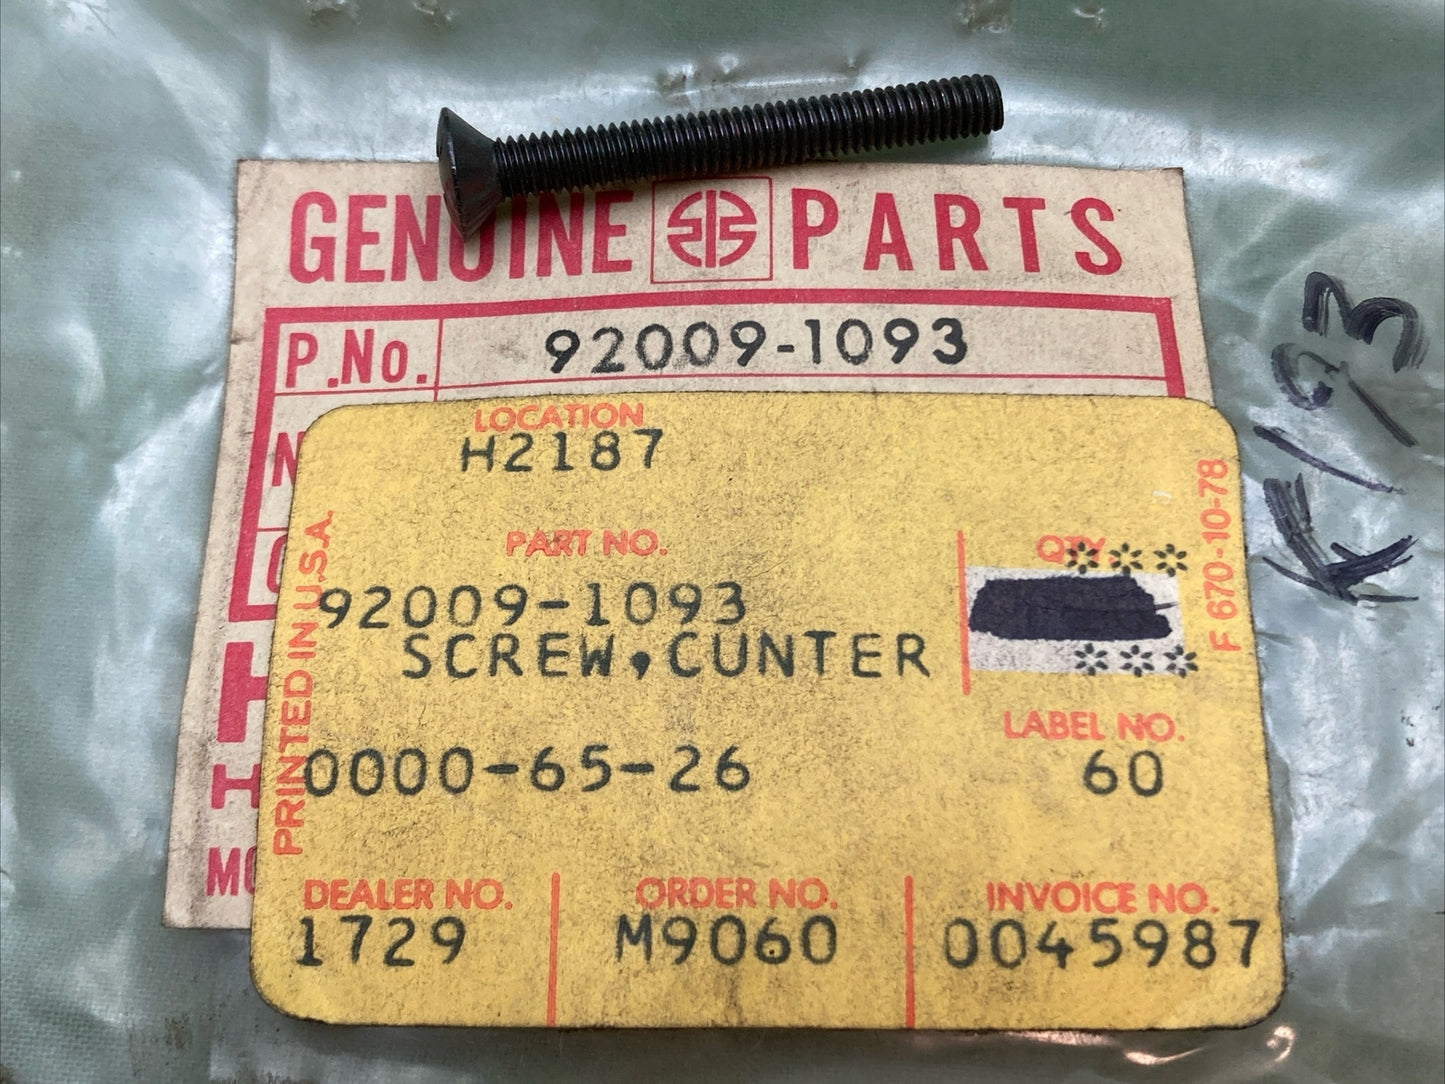 GENUINE PARTS
P.No. 92009-1093
LOCATION
H2187
PART NO.
QTY
92009-1093
SCREW,CUNTER
0000-65-26
LABEL NO.
60
DEALER NO. ORDER NO. INVOICE NO.
1729 M9060 0045987
PRINTED IN U.S.A.
F 670-10-78
K/93